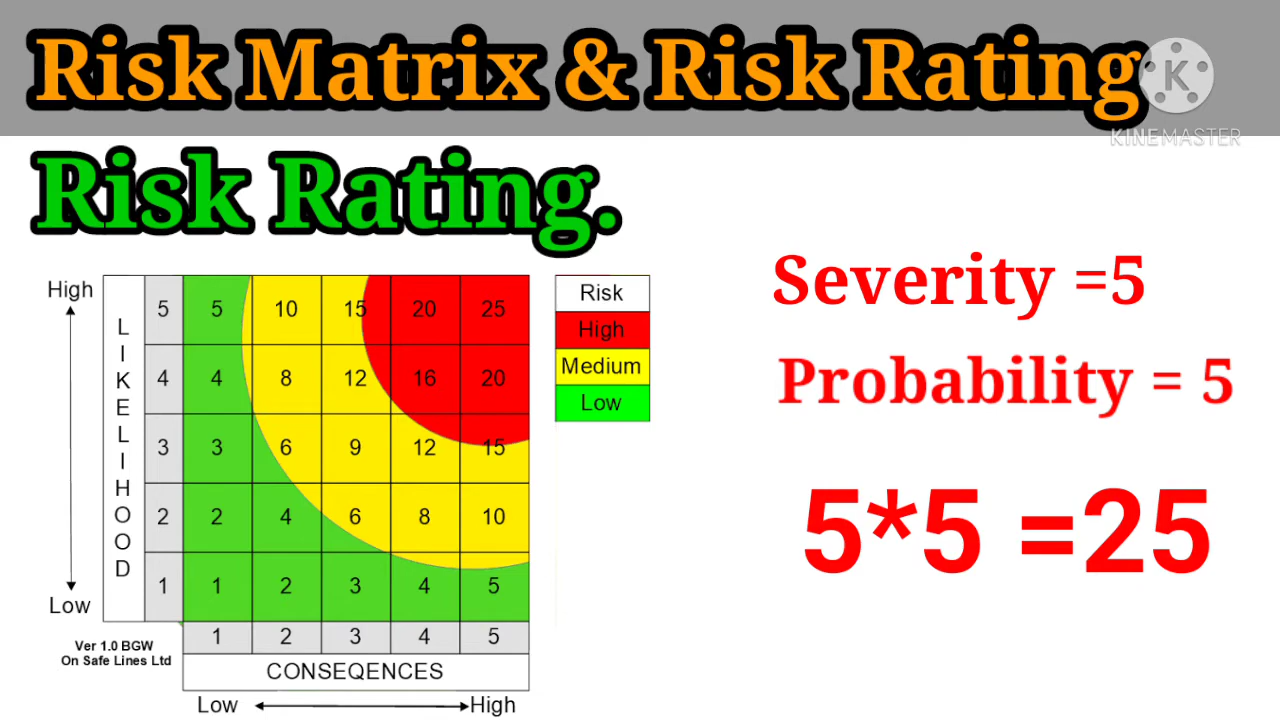 Risk Matrix & Risk Rating
K
KINEMASTER
Risk Rating.
Severity =5
Probability = 5
5*5 =25
High
Low
LIKELIHOOD
5 5 10 15 20 25
4 4 8 12 16 20
3 3 6 9 12 15
2 2 4 6 8 10
1 1 2 3 4 5
1 2 3 4 5
CONSEQENCES
Low High
Ver 1.0 BGW
On Safe Lines Ltd
Risk
High
Medium
Low